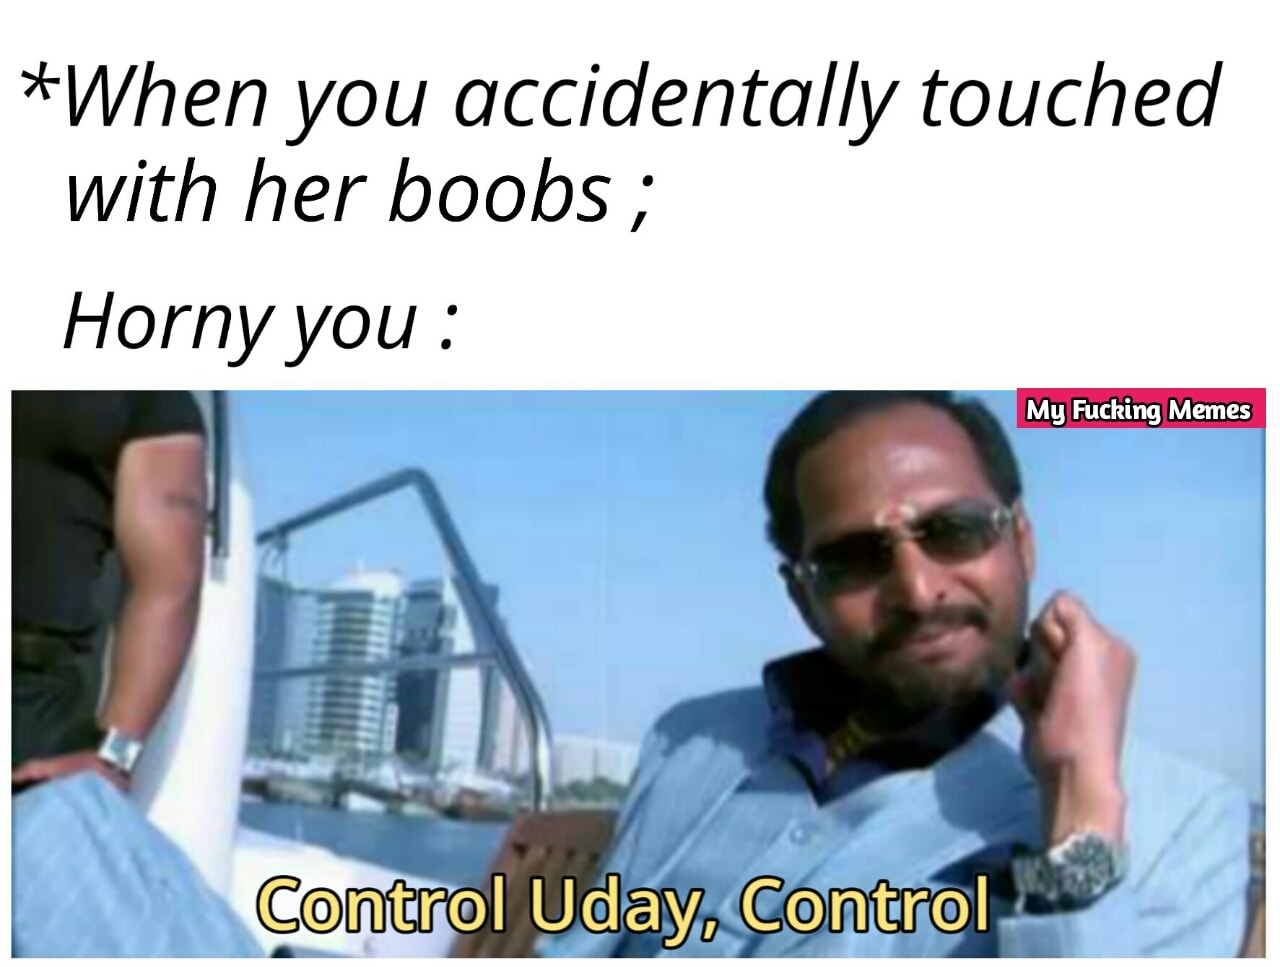 *When you accidentally touched
with her boobs ;
Horny you :
My Fucking Memes
Control Uday, Control